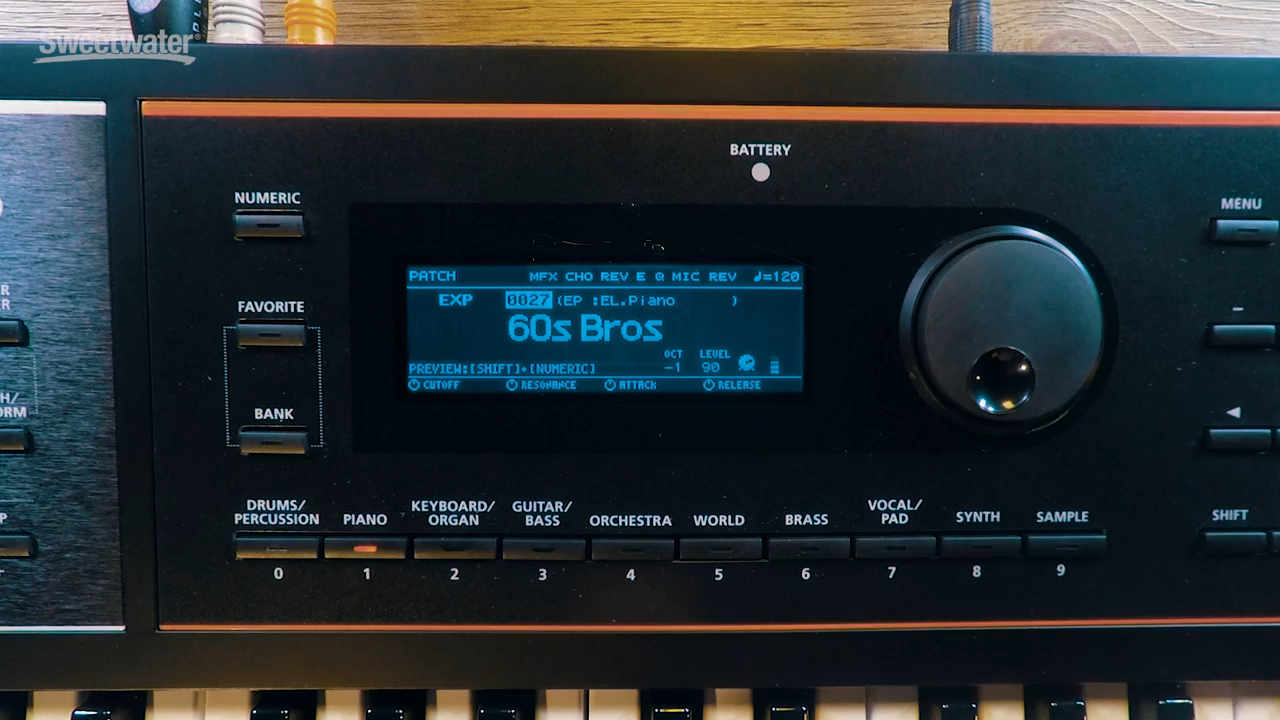 Sweetwater
BATTERY
NUMERIC
MENU
PATCH MFX CHO REV E Q MIC REV ♩=120
EXP 0027 (EP :EL.Piano )
60s Bros
OCT LEVEL
PREVIEW:[SHIFT]+[NUMERIC] -1 90
CUTOFF RESONANCE ATTACK RELEASE
FAVORITE
-
R
R
BANK
◀
H/
ORM
DRUMS/
PERCUSSION
PIANO
KEYBOARD/
ORGAN
GUITAR/
BASS
ORCHESTRA
WORLD
BRASS
VOCAL/
PAD
SYNTH
SAMPLE
SHIFT
P
0 1 2 3 4 5 6 7 8 9